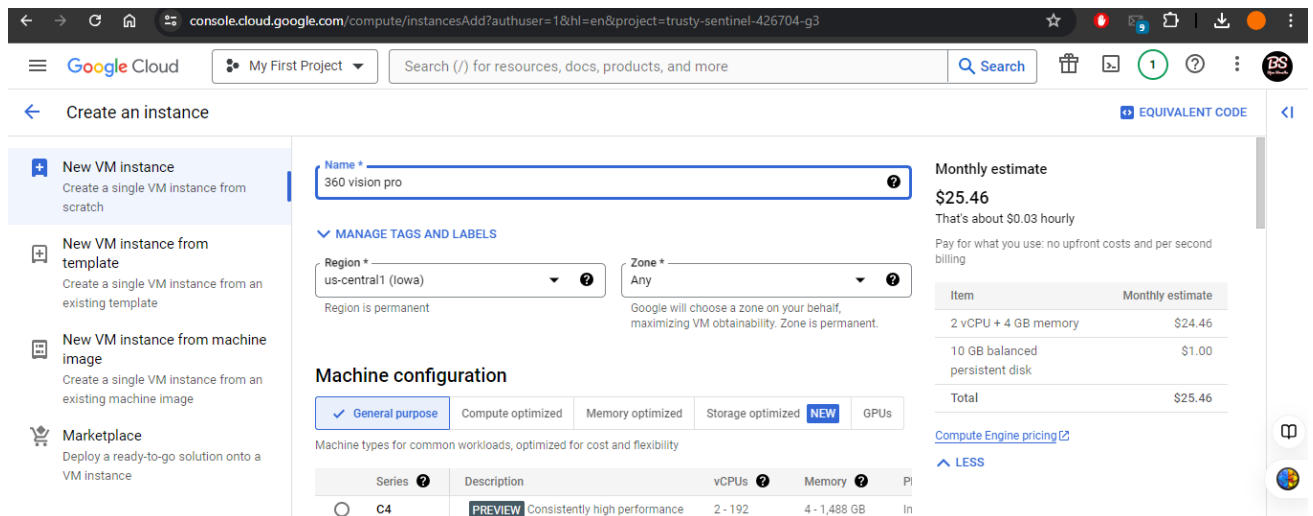 console.cloud.google.com/compute/instancesAdd?authuser=1&hl=en&project=trusty-sentinel-426704-g3
9
Google Cloud
My First Project
Search (/) for resources, docs, products, and more
Search
1
BS
Create an instance
EQUIVALENT CODE
New VM instance
Create a single VM instance from
scratch
New VM instance from
template
Create a single VM instance from an
existing template
New VM instance from machine
image
Create a single VM instance from an
existing machine image
Marketplace
Deploy a ready-to-go solution onto a
VM instance
Name *
360 vision pro
MANAGE TAGS AND LABELS
Region *
us-central1 (Iowa)
Region is permanent
Zone *
Any
Google will choose a zone on your behalf,
maximizing VM obtainability. Zone is permanent.
Machine configuration
General purpose
Compute optimized
Memory optimized
Storage optimized NEW
GPUs
Machine types for common workloads, optimized for cost and flexibility
Series Description vCPUs Memory
C4 PREVIEW Consistently high performance 2 - 192 4 - 1,488 GB In
Monthly estimate
$25.46
That's about $0.03 hourly
Pay for what you use: no upfront costs and per second
billing
Item Monthly estimate
2 vCPU + 4 GB memory $24.46
10 GB balanced $1.00
persistent disk
Total $25.46
Compute Engine pricing
LESS